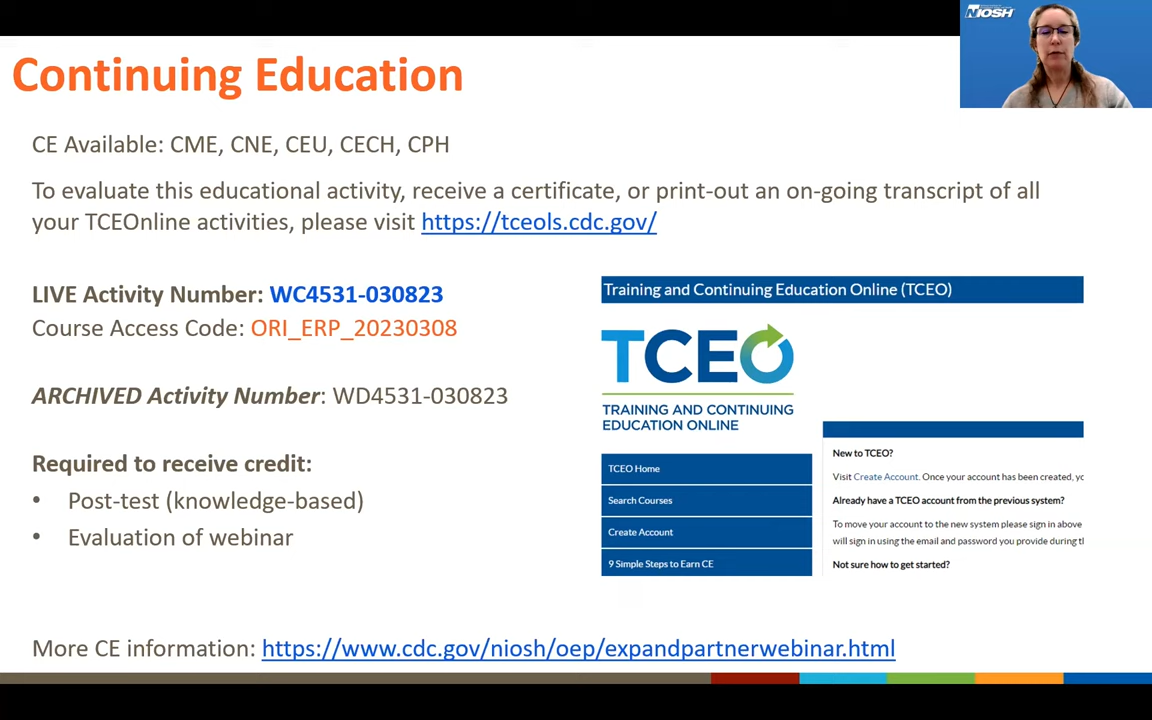 NIOSH
Continuing Education
CE Available: CME, CNE, CEU, CECH, CPH
To evaluate this educational activity, receive a certificate, or print-out an on-going transcript of all
your TCEOnline activities, please visit https://tceols.cdc.gov/
LIVE Activity Number: WC4531-030823
Course Access Code: ORI_ERP_20230308
ARCHIVED Activity Number: WD4531-030823
Required to receive credit:
• Post-test (knowledge-based)
• Evaluation of webinar
Training and Continuing Education Online (TCEO)
TCEO
TRAINING AND CONTINUING
EDUCATION ONLINE
TCEO Home
Search Courses
Create Account
9 Simple Steps to Earn CE
New to TCEO?
Visit Create Account. Once your account has been created, yc
Already have a TCEO account from the previous system?
To move your account to the new system please sign in above
will sign in using the email and password you provide during tl
Not sure how to get started?
More CE information: https://www.cdc.gov/niosh/oep/expandpartnerwebinar.html